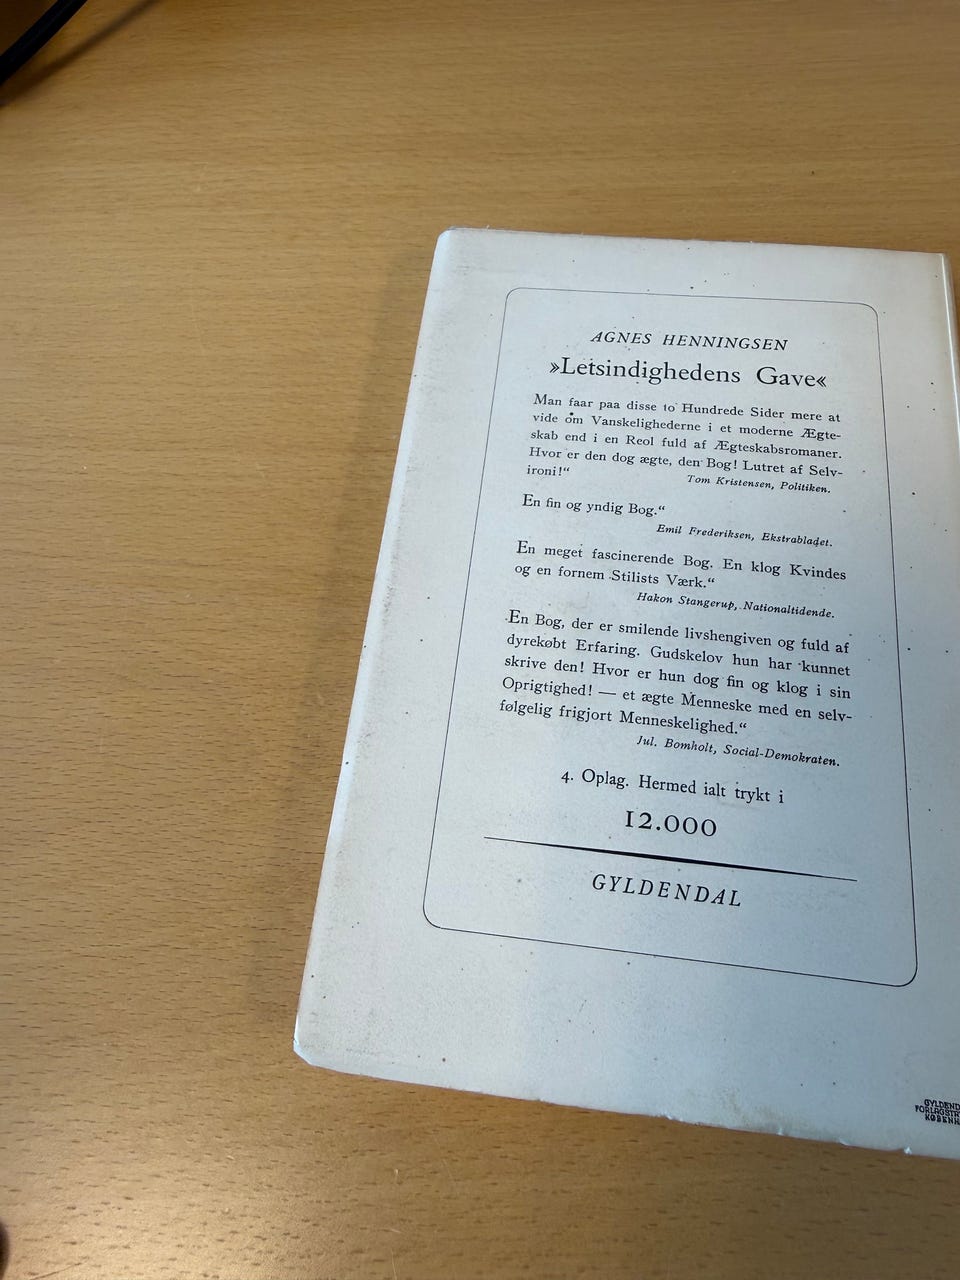 AGNES HENNINGSEN
»Letsindighedens Gave«
Man faar paa disse to Hundrede Sider mere at
vide om Vanskelighederne i et moderne Ægte-
skab end i en Reol fuld af Ægteskabsromaner.
Hvor er den dog ægte, den Bog! Lutret af Selv-
ironi!“
Tom Kristensen, Politiken.
En fin og yndig Bog.“
Emil Frederiksen, Ekstrabladet.
En meget fascinerende Bog. En klog Kvindes
og en fornem Stilists Værk.“
Hakon Stangerup, Nationaltidende.
En Bog, der er smilende livshengiven og fuld af
dyrekøbt Erfaring. Gudskelov hun har kunnet
skrive den! Hvor er hun dog fin og klog i sin
Oprigtighed! — et ægte Menneske med en selv-
følgelig frigjort Menneskelighed.“
Jul. Bomholt, Social-Demokraten.
4. Oplag. Hermed ialt trykt i
12.000
GYLDENDAL